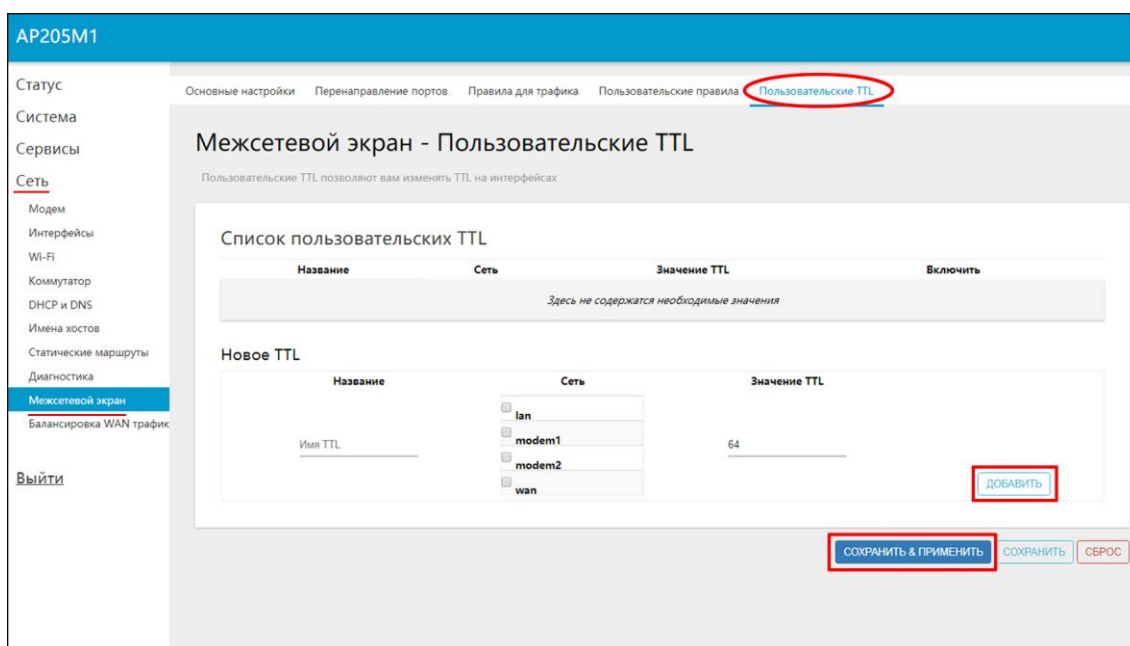 AP205M1
Статус
Система
Сервисы
Сеть
Модем
Интерфейсы
Wi-Fi
Коммутатор
DHCP и DNS
Имена хостов
Статические маршруты
Диагностика
Межсетевой экран
Балансировка WAN трафик
Выйти
Основные настройки Перенаправление портов Правила для трафика Пользовательские правила Пользовательские TTL
Межсетевой экран - Пользовательские TTL
Пользовательские TTL позволяют вам изменять TTL на интерфейсах
Список пользовательских TTL
Название Сеть Значение TTL Включить
Здесь не содержатся необходимые значения
Новое TTL
Название Сеть Значение TTL
lan
modem1
Имя TTL 64
modem2
wan
ДОБАВИТЬ
СОХРАНИТЬ & ПРИМЕНИТЬ СОХРАНИТЬ СБРОС